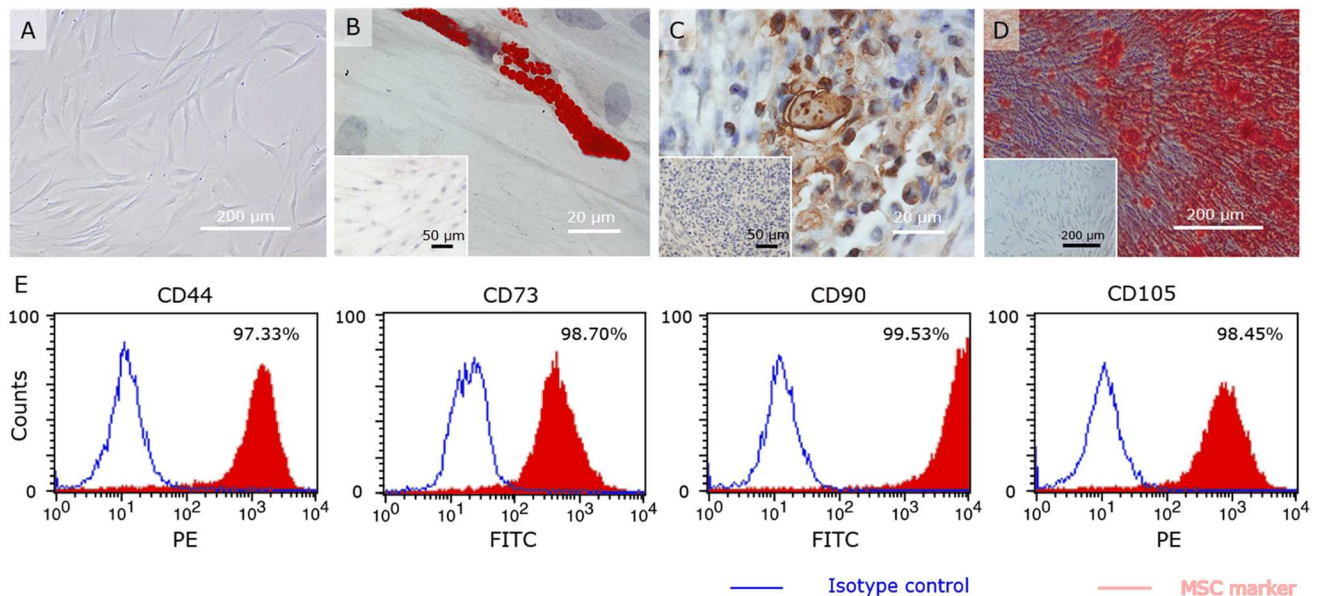 A
B
C
D
200 µm
50 µm
20 µm
50 µm
20 µm
200 µm
200 µm
E
CD44
CD73
CD90
CD105
100
97.33%
100
98.70%
100
99.53%
100
98.45%
Counts
0
0
0
0
10⁰ 10¹ 10² 10³ 10⁴
10⁰ 10¹ 10² 10³ 10⁴
10⁰ 10¹ 10² 10³ 10⁴
10⁰ 10¹ 10² 10³ 10⁴
PE
FITC
FITC
PE
Isotype control
MSC marker